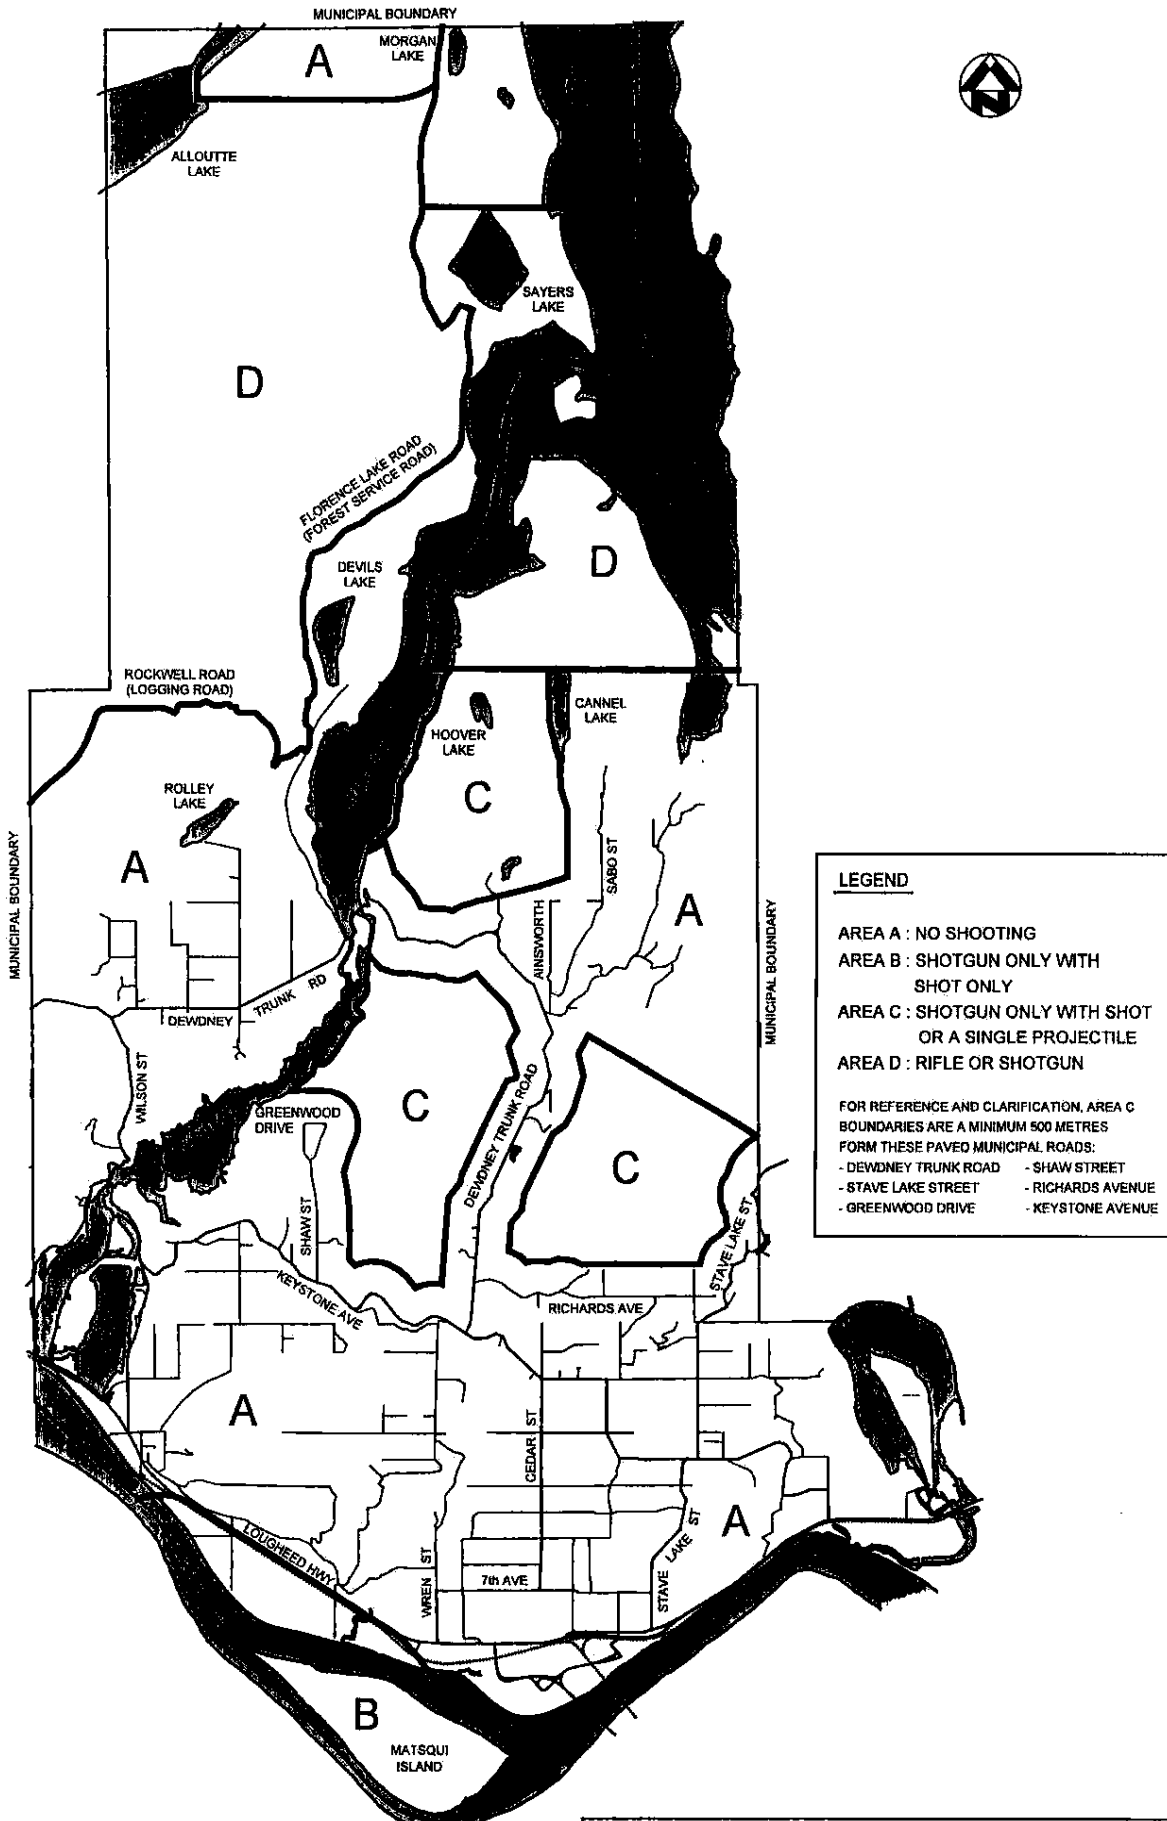 MUNICIPAL BOUNDARY
A
MORGAN
LAKE
N
ALLOUTTE
LAKE
SAYERS
LAKE
D
FLORENCE LAKE ROAD
(FOREST SERVICE ROAD)
DEVILS
LAKE
D
ROCKWELL ROAD
(LOGGING ROAD)
HOOVER
LAKE
CANNEL
LAKE
ROLLEY
LAKE
C
MUNICIPAL BOUNDARY
A
SABO ST
A
AINSWORTH
MUNICIPAL BOUNDARY
LEGEND
AREA A : NO SHOOTING
AREA B : SHOTGUN ONLY WITH
SHOT ONLY
AREA C : SHOTGUN ONLY WITH SHOT
OR A SINGLE PROJECTILE
AREA D : RIFLE OR SHOTGUN
FOR REFERENCE AND CLARIFICATION, AREA C
BOUNDARIES ARE A MINIMUM 500 METRES
FORM THESE PAVED MUNICIPAL ROADS:
- DEWDNEY TRUNK ROAD - SHAW STREET
- STAVE LAKE STREET - RICHARDS AVENUE
- GREENWOOD DRIVE - KEYSTONE AVENUE
DEWDNEY TRUNK RD
WILSON ST
GREENWOOD
DRIVE
C
DEWDNEY TRUNK ROAD
C
SHAW ST
STAVE LAKE ST
KEYSTONE AVE
RICHARDS AVE
A
CEDAR ST
A
LOUGHEED HWY
WREN ST
7th AVE
STAVE LAKE ST
B
MATSQUI
ISLAND